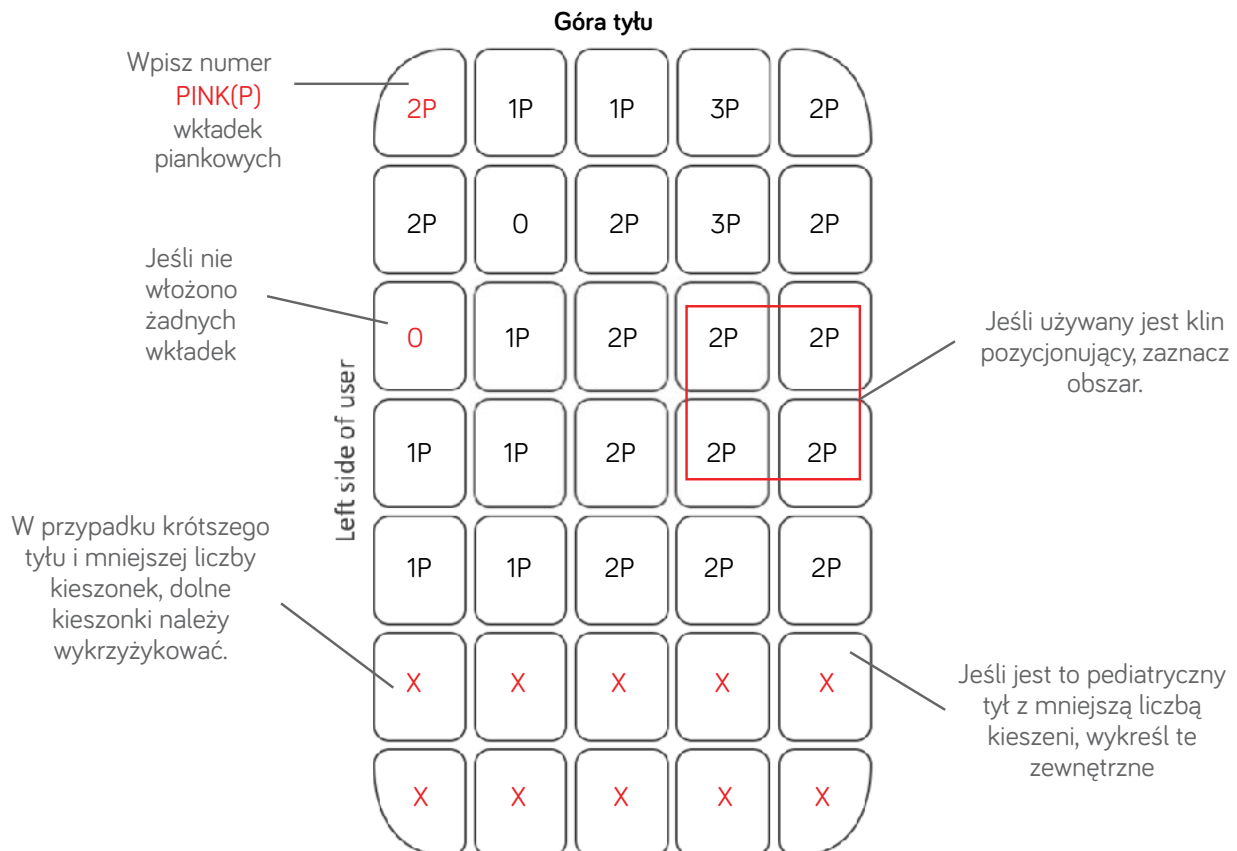 Góra tyłu
Wpisz numer
PINK(P)
wkładek
piankowych
2P 1P 1P 3P 2P
2P 0 2P 3P 2P
Jeśli nie
włożono
żadnych
wkładek
0 1P 2P 2P 2P
Jeśli używany jest klin
pozycjonujący, zaznacz
obszar.
Left side of user
1P 1P 2P 2P 2P
W przypadku krótszego
tyłu i mniejszej liczby
kieszonek, dolne
kieszonki należy
wykrzyżykować.
1P 1P 2P 2P 2P
X X X X X
Jeśli jest to pediatryczny
tył z mniejszą liczbą
kieszeni, wykreśl te
zewnętrzne
X X X X X